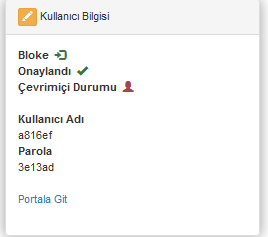 Kullanıcı Bilgisi
Bloke
Onaylandı
Çevrimiçi Durumu
Kullanıcı Adı
a816ef
Parola
3e13ad
Portala Git